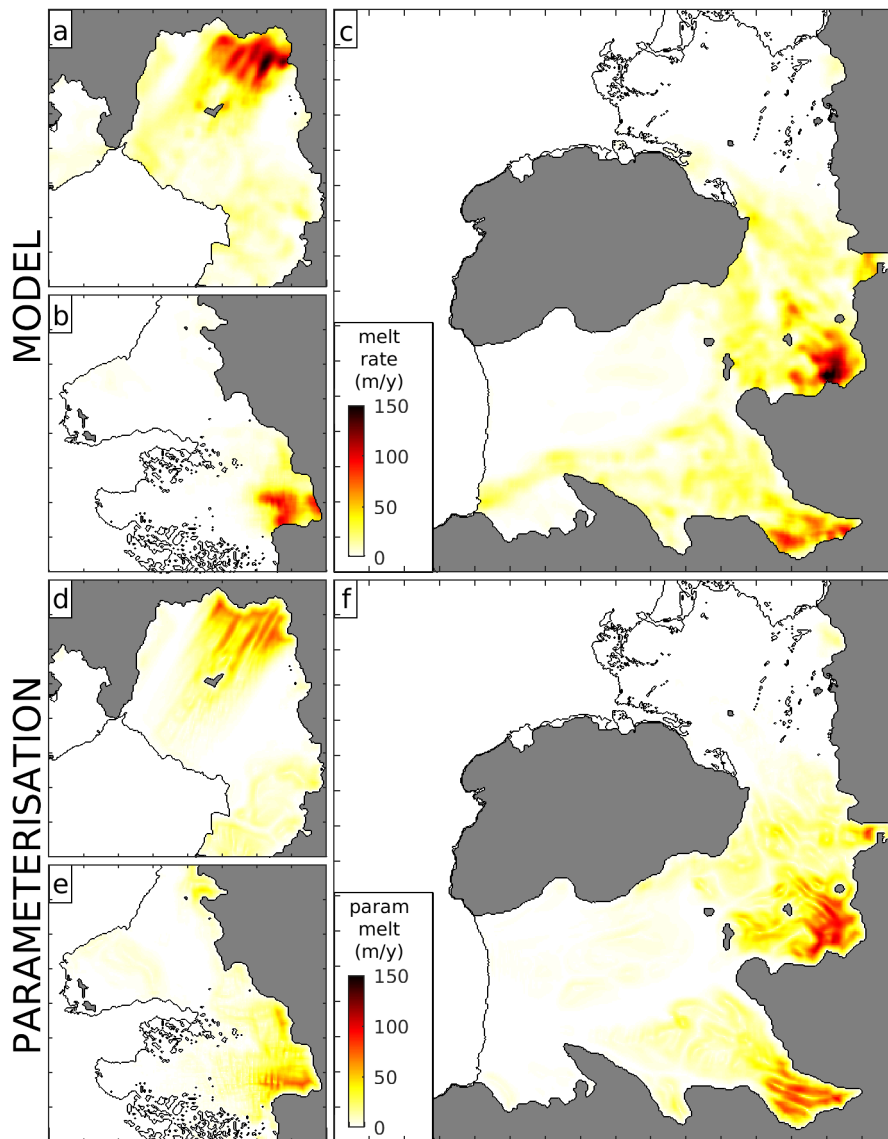 MODEL
a
b
c
melt
rate
(m/y)
150
100
50
0
PARAMETERISATION
d
e
f
param
melt
(m/y)
150
100
50
0